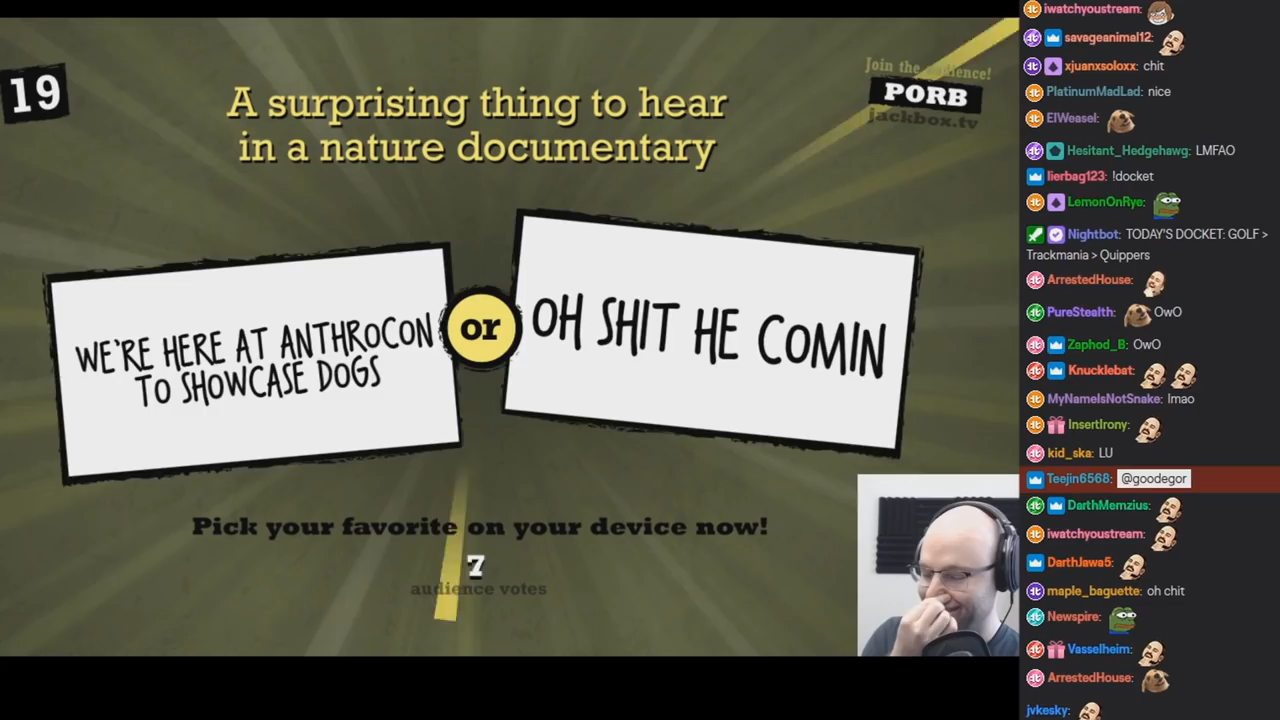 19
A surprising thing to hear
in a nature documentary
Join the audience!
PORB
jackbox.tv
WE'RE HERE AT ANTHROCON
TO SHOWCASE DOGS
or
OH SHIT HE COMIN
Pick your favorite on your device now!
7
audience votes
iwatchyoustream:
savageanimal12:
xjuanxsoloxx: chit
PlatinumMadLad: nice
ElWeasel:
Hesitant_Hedgehawg: LMFAO
lierbag123: !docket
LemonOnRye:
Nightbot: TODAY'S DOCKET: GOLF >
Trackmania > Quippers
ArrestedHouse:
PureStealth: OwO
Zaphod_B: OwO
Knucklebat:
MyNameIsNotSnake: lmao
InsertIrony:
kid_ska: LU
Teejin6568: @goodegor
DarthMemzius:
iwatchyoustream:
DarthJawa5:
maple_baguette: oh chit
Newspire:
Vasselheim:
ArrestedHouse:
jvkesky: